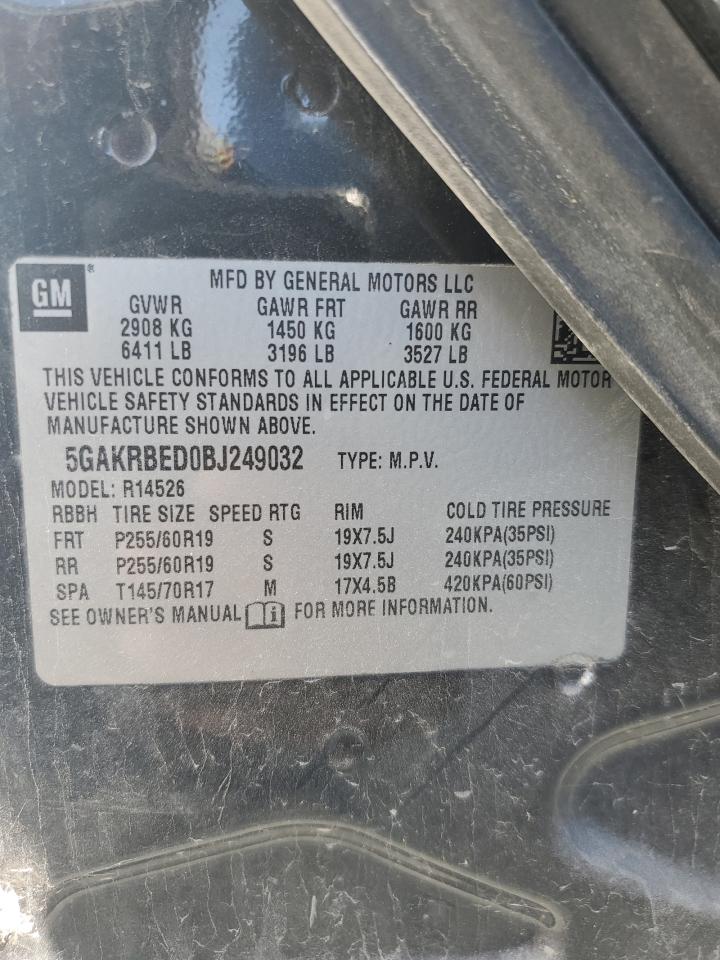 GM ®
MFD BY GENERAL MOTORS LLC
GVWR GAWR FRT GAWR RR
2908 KG 1450 KG 1600 KG
6411 LB 3196 LB 3527 LB
THIS VEHICLE CONFORMS TO ALL APPLICABLE U.S. FEDERAL MOTOR
VEHICLE SAFETY STANDARDS IN EFFECT ON THE DATE OF
MANUFACTURE SHOWN ABOVE.
5GAKRBED0BJ249032 TYPE: M.P.V.
MODEL: R14526
RBBH TIRE SIZE SPEED RTG RIM COLD TIRE PRESSURE
FRT P255/60R19 S 19X7.5J 240KPA(35PSI)
RR P255/60R19 S 19X7.5J 240KPA(35PSI)
SPA T145/70R17 M 17X4.5B 420KPA(60PSI)
SEE OWNER'S MANUAL i FOR MORE INFORMATION.